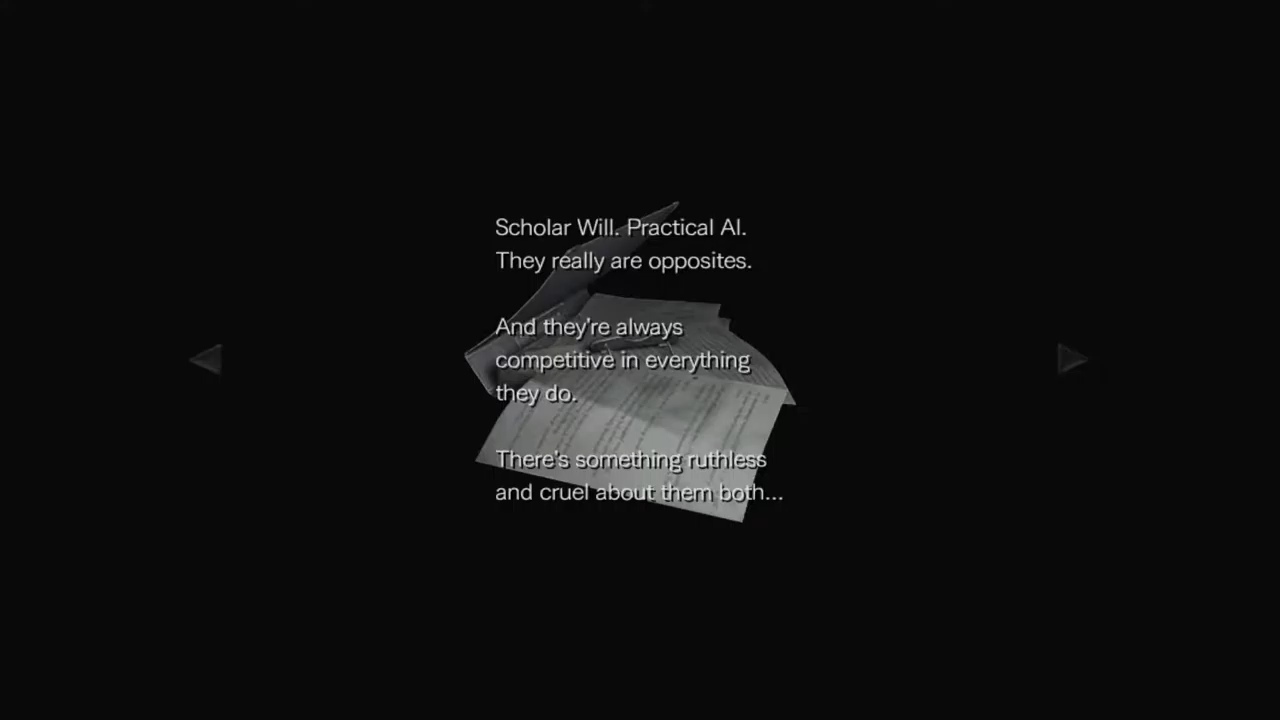 Scholar Will. Practical Al.
They really are opposites.
And they're always
competitive in everything
they do.
There's something ruthless
and cruel about them both...